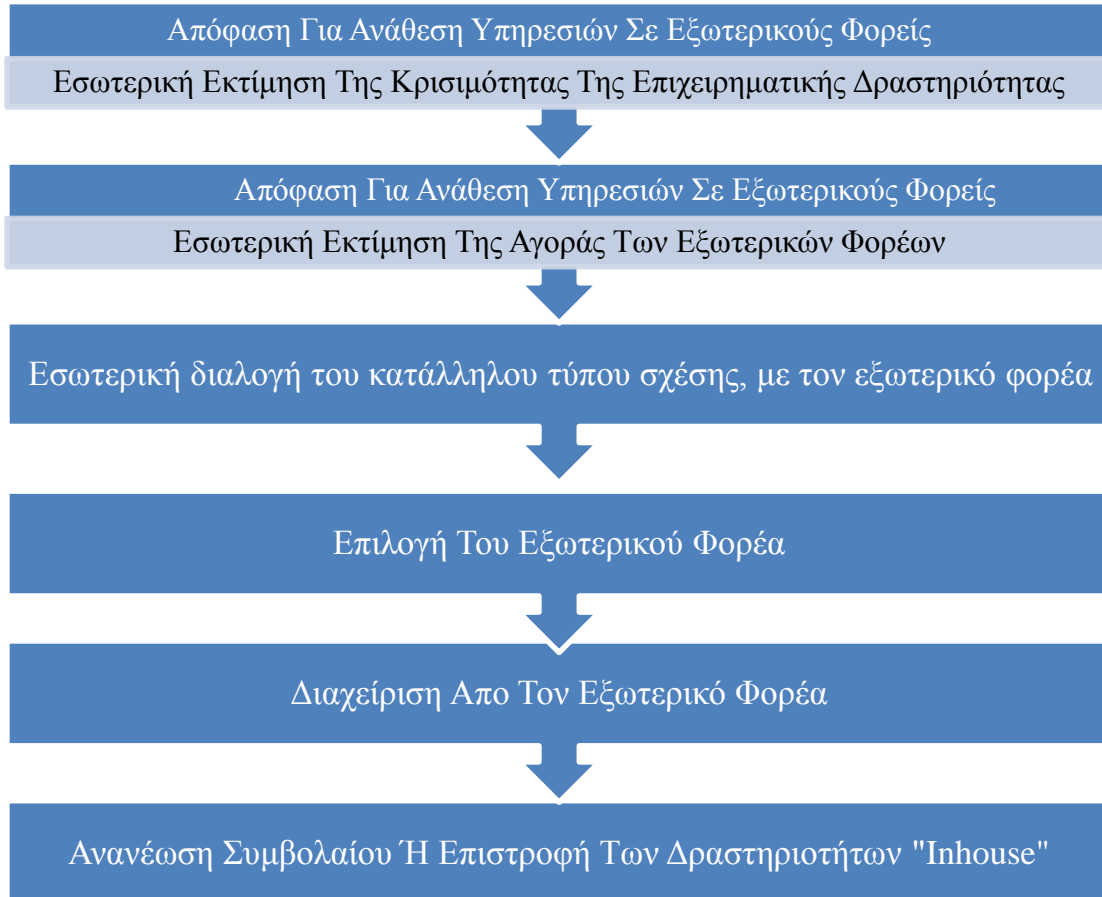 Απόφαση Για Ανάθεση Υπηρεσιών Σε Εξωτερικούς Φορείς
Εσωτερική Εκτίμηση Της Κρισιμότητας Της Επιχειρηματικής Δραστηριότητας
Απόφαση Για Ανάθεση Υπηρεσιών Σε Εξωτερικούς Φορείς
Εσωτερική Εκτίμηση Της Αγοράς Των Εξωτερικών Φορέων
Εσωτερική διαλογή του κατάλληλου τύπου σχέσης, με τον εξωτερικό φορέα
Επιλογή Του Εξωτερικού Φορέα
Διαχείριση Απο Τον Εξωτερικό Φορέα
Ανανέωση Συμβολαίου Ή Επιστροφή Των Δραστηριοτήτων "Inhouse"